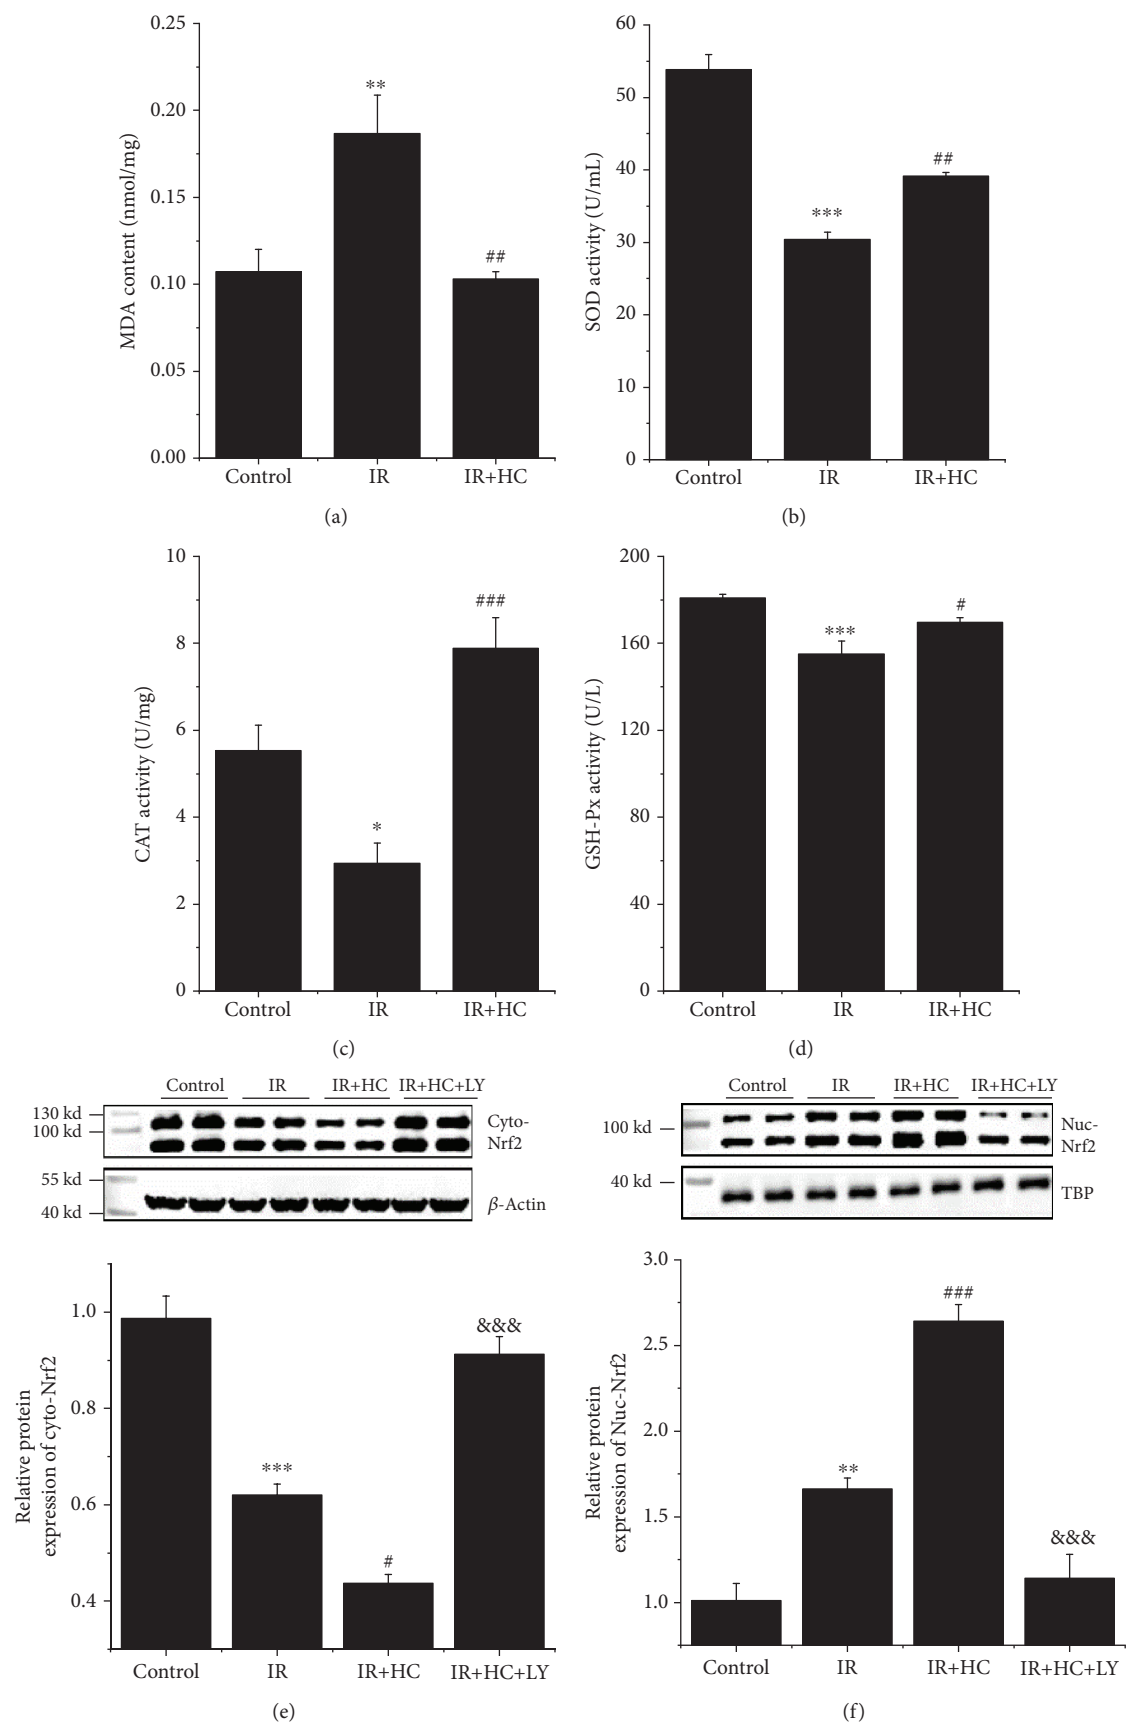 MDA content (nmol/mg)
0.25
0.20
0.15
0.10
0.05
0.00
**
##
Control IR IR+HC
(a)
SOD activity (U/mL)
60
50
40
30
20
10
0
***
##
Control IR IR+HC
(b)
CAT activity (U/mg)
10
8
6
4
2
0
*
###
Control IR IR+HC
(c)
GSH-Px activity (U/L)
200
160
120
80
40
0
***
#
Control IR IR+HC
(d)
Control IR IR+HC IR+HC+LY
130 kd
100 kd
Cyto-
Nrf2
55 kd
40 kd
β-Actin
Relative protein
expression of cyto-Nrf2
1.0
0.8
0.6
0.4
***
#
&&&
Control IR IR+HC IR+HC+LY
(e)
Control IR IR+HC IR+HC+LY
100 kd
Nuc-
Nrf2
40 kd
TBP
Relative protein
expression of Nuc-Nrf2
3.0
2.5
2.0
1.5
1.0
**
###
&&&
Control IR IR+HC IR+HC+LY
(f)